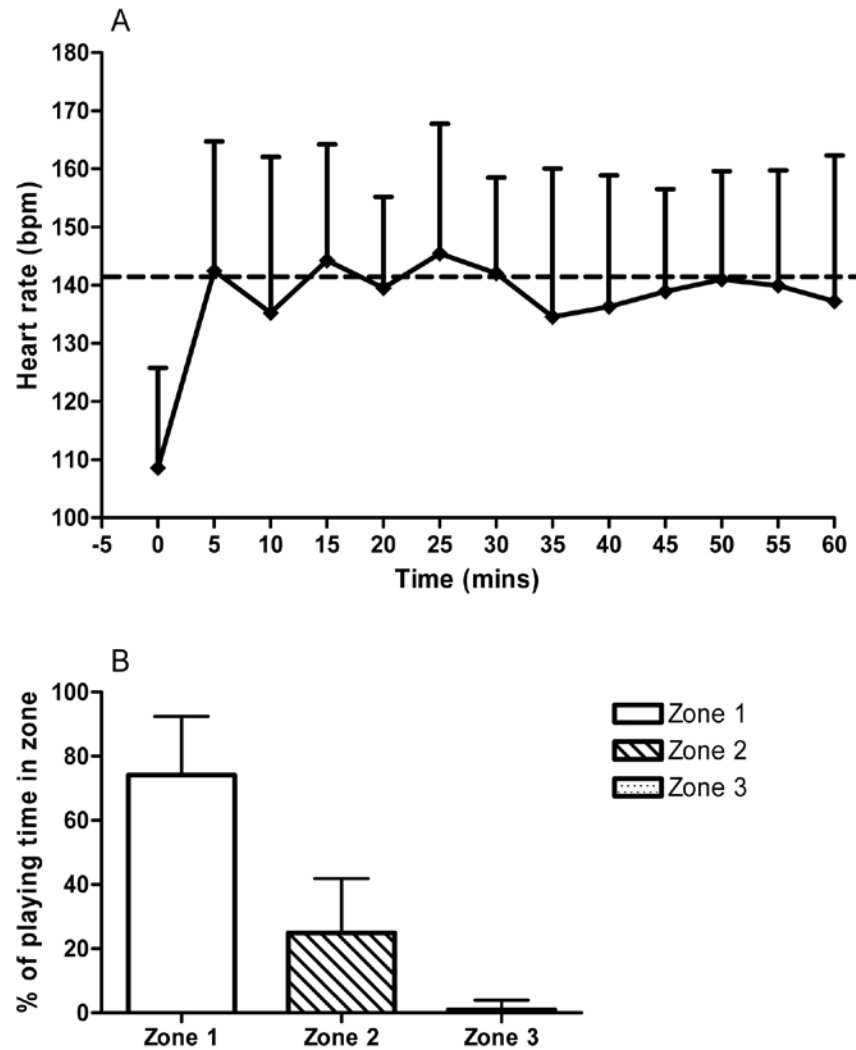 A
180
170
160
150
140
130
120
110
100
Heart rate (bpm)
-5 0 5 10 15 20 25 30 35 40 45 50 55 60
Time (mins)
B
100
80
60
40
20
0
% of playing time in zone
Zone 1
Zone 2
Zone 3
Zone 1 Zone 2 Zone 3